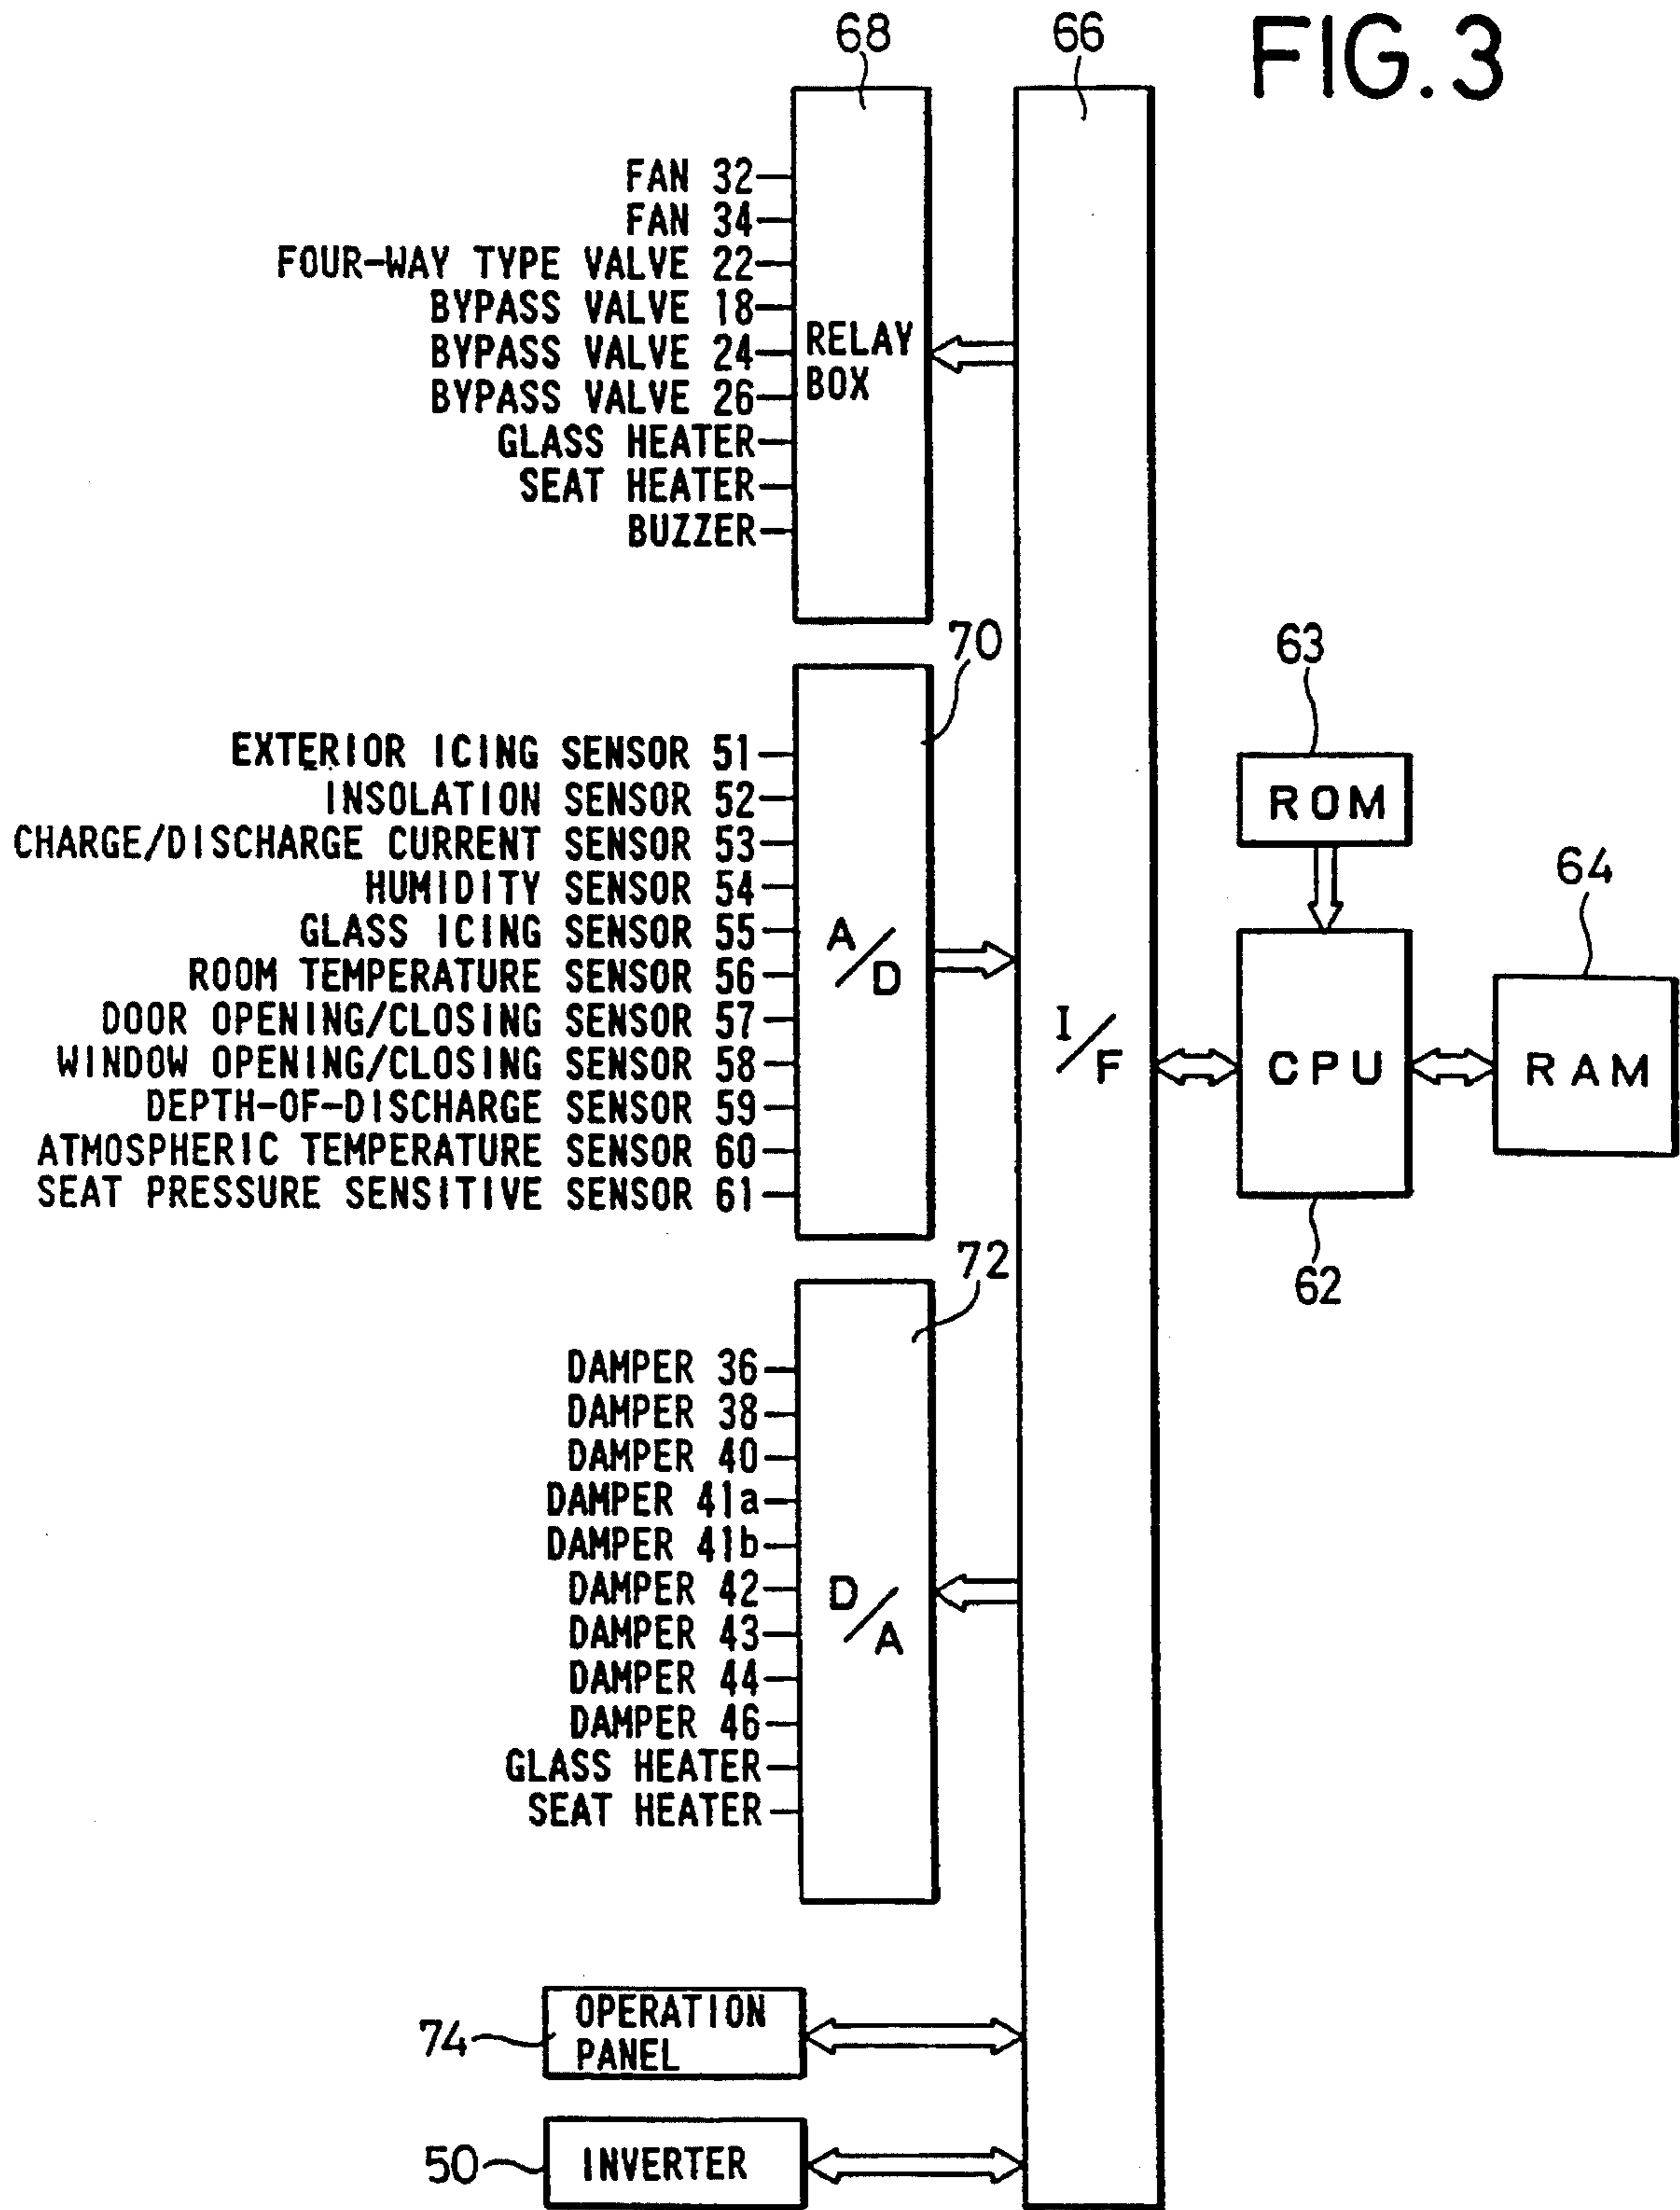 FIG. 3
68
66
FAN 32
FAN 34
FOUR-WAY TYPE VALVE 22
BYPASS VALVE 18
BYPASS VALVE 24
BYPASS VALVE 26
GLASS HEATER
SEAT HEATER
BUZZER
RELAY
BOX
70
EXTERIOR ICING SENSOR 51
INSOLATION SENSOR 52
CHARGE/DISCHARGE CURRENT SENSOR 53
HUMIDITY SENSOR 54
GLASS ICING SENSOR 55
ROOM TEMPERATURE SENSOR 56
DOOR OPENING/CLOSING SENSOR 57
WINDOW OPENING/CLOSING SENSOR 58
DEPTH-OF-DISCHARGE SENSOR 59
ATMOSPHERIC TEMPERATURE SENSOR 60
SEAT PRESSURE SENSITIVE SENSOR 61
A/D
I/F
63
ROM
64
CPU
RAM
62
72
DAMPER 36
DAMPER 38
DAMPER 40
DAMPER 41a
DAMPER 41b
DAMPER 42
DAMPER 43
DAMPER 44
DAMPER 46
GLASS HEATER
SEAT HEATER
D/A
74
OPERATION
PANEL
50
INVERTER